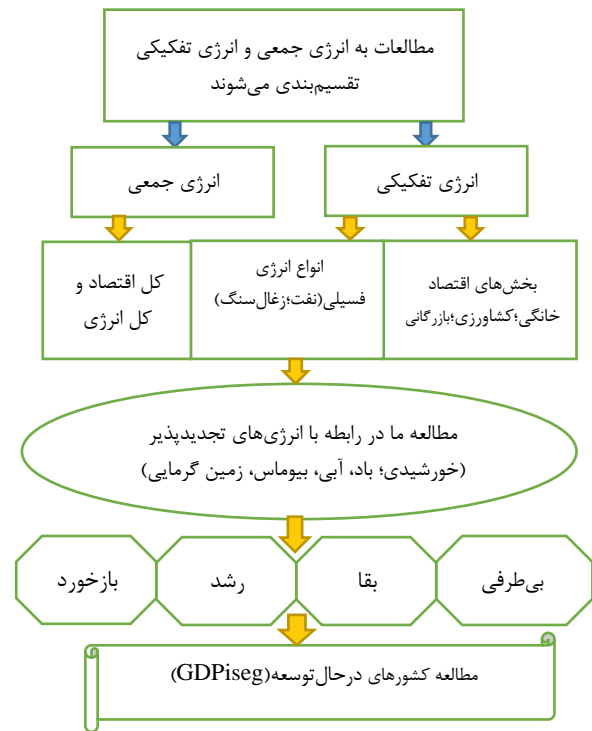 مطالعات به انرژی جمعی و انرژی تفکیکی
تقسیم‌بندی می‌شوند
انرژی تفکیکی
انرژی جمعی
بخش‌های اقتصاد
خانگی؛کشاورزی؛بازرگانی
انواع انرژی
فسیلی(نفت؛زغال‌سنگ)
کل اقتصاد و
کل انرژی
مطالعه ما در رابطه با انرژی‌های تجدیدپذیر
(خورشیدی؛ باد، آبی، بیوماس، زمین گرمایی)
بی‌طرفی
بقا
رشد
بازخورد
مطالعه کشورهای درحال‌توسعه(GDPiseg)